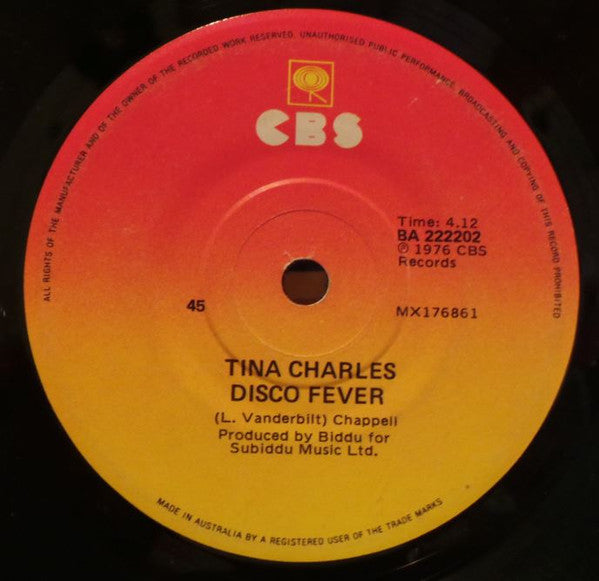 ALL RIGHTS OF THE MANUFACTURER AND OF THE OWNER OF THE RECORDED WORK RESERVED. UNAUTHORISED PUBLIC PERFORMANCE, BROADCASTING AND COPYING OF THIS RECORD PROHIBITED
CBS
Time: 4.12
BA 222202
℗ 1976 CBS
Records
45
MX176861
TINA CHARLES
DISCO FEVER
(L. Vanderbilt) Chappell
Produced by Biddu for
Subiddu Music Ltd.
MADE IN AUSTRALIA BY A REGISTERED USER OF THE TRADE MARKS